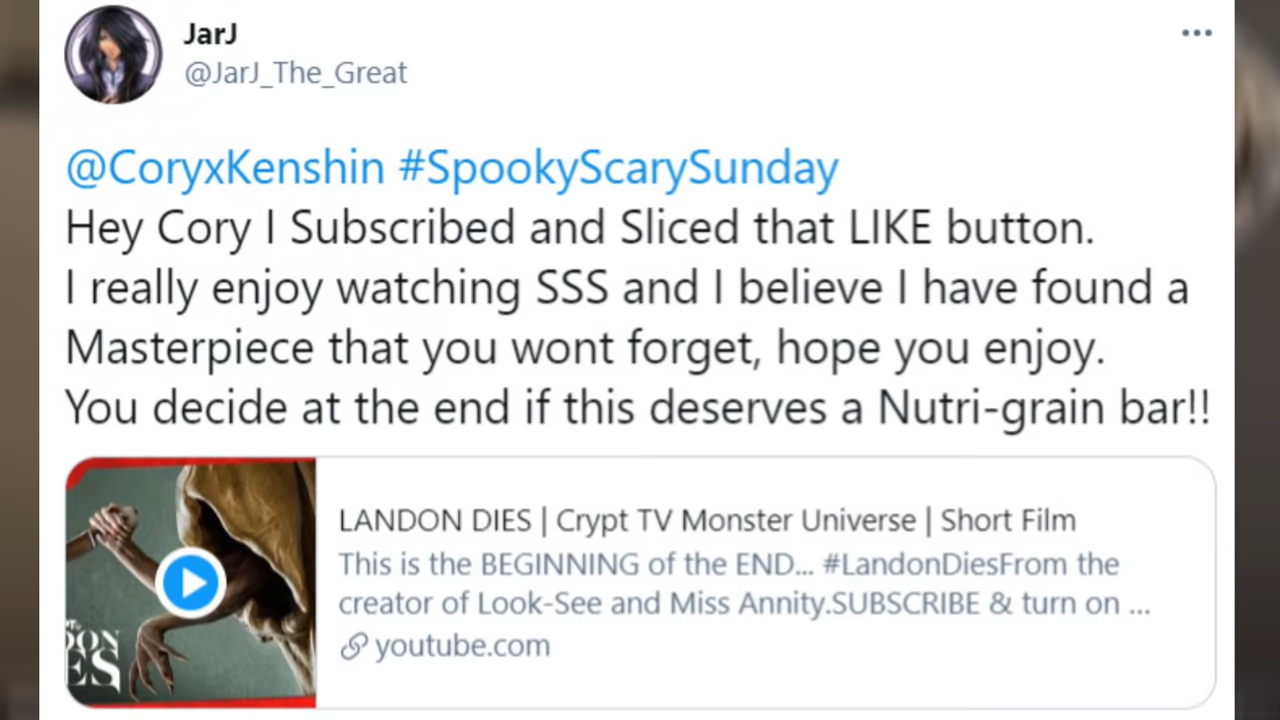 JarJ
@JarJ_The_Great
@CoryxKenshin #SpookyScarySunday
Hey Cory I Subscribed and Sliced that LIKE button.
I really enjoy watching SSS and I believe I have found a
Masterpiece that you wont forget, hope you enjoy.
You decide at the end if this deserves a Nutri-grain bar!!
LANDON DIES | Crypt TV Monster Universe | Short Film
This is the BEGINNING of the END... #LandonDiesFrom the
creator of Look-See and Miss Annity.SUBSCRIBE & turn on ...
youtube.com